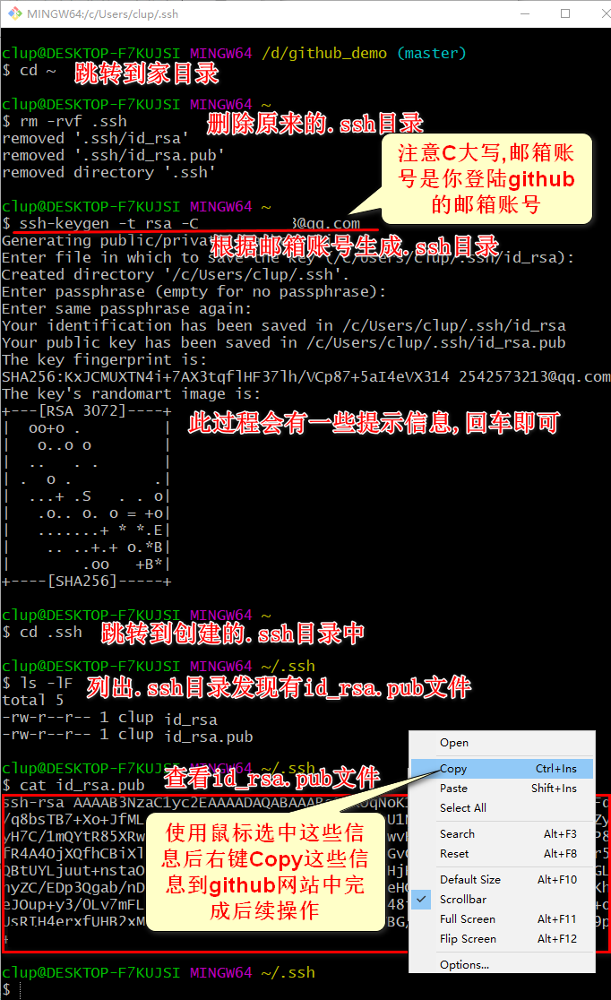 MINGW64:/c/Users/clup/.ssh
clup@DESKTOP-F7KUJSI MINGW64 /d/github_demo (master)
$ cd ~
跳转到家目录
clup@DESKTOP-F7KUJSI MINGW64 ~
$ rm -rvf .ssh
删除原来的.ssh目录
removed '.ssh/id_rsa'
removed '.ssh/id_rsa.pub'
removed directory '.ssh'
注意C大写,邮箱账
号是你登陆github
的邮箱账号
clup@DESKTOP-F7KUJSI MINGW64 ~
$ ssh-keygen -t rsa -C 3@qq.com
Generating public/privat
根据邮箱账号生成.ssh目录
Enter file in which to save the key (/c/Users/clup/.ssh/id_rsa):
Created directory '/c/Users/clup/.ssh'.
Enter passphrase (empty for no passphrase):
Enter same passphrase again:
Your identification has been saved in /c/Users/clup/.ssh/id_rsa
Your public key has been saved in /c/Users/clup/.ssh/id_rsa.pub
The key fingerprint is:
SHA256:KxJCMUXTN4i+7AX3tqflHF37lh/VCp87+5aI4eVX314 2542573213@qq.com
The key's randomart image is:
+---[RSA 3072]----+
此过程会有一些提示信息,回车即可
|  oo+o .         |
|   o..o o        |
|  ..   . .       |
| .  o .         .|
|  ...+ .S   . . o|
|   .o.. o. o = +o|
|   .......+ * *.E|
|    .. ..+.+ o.*B|
|        .oo   +B*|
+----[SHA256]-----+
clup@DESKTOP-F7KUJSI MINGW64 ~
$ cd .ssh
跳转到创建的.ssh目录中
clup@DESKTOP-F7KUJSI MINGW64 ~/.ssh
$ ls -lF
列出.ssh目录发现有id_rsa.pub文件
total 5
-rw-r--r-- 1 clup id_rsa
-rw-r--r-- 1 clup id_rsa.pub
clup@DESKTOP-F7KUJSI MINGW64 ~/.ssh
$ cat id_rsa.pub
查看id_rsa.pub文件
ssh-rsa AAAAB3NzaC1yc2EAAAADAQABAAAB
/q8bsTB7+Xo+JfML
yH7C/1mQYtR85XRw
fR4A4OjXQfhCBiXl
QBtUYLjuut+nstaO
nyZC/EDp3Qgab/nD
eJOup+y3/OLv7mFL
UsRIH4erxfUHB2xM
使用鼠标选中这些信
息后右键Copy这些信
息到github网站中完
成后续操作
Open
Copy Ctrl+Ins
Paste Shift+Ins
Select All
Search Alt+F3
Reset Alt+F8
Default Size Alt+F10
Scrollbar
Full Screen Alt+F11
Flip Screen Alt+F12
Options...
clup@DESKTOP-F7KUJSI MINGW64 ~/.ssh
$